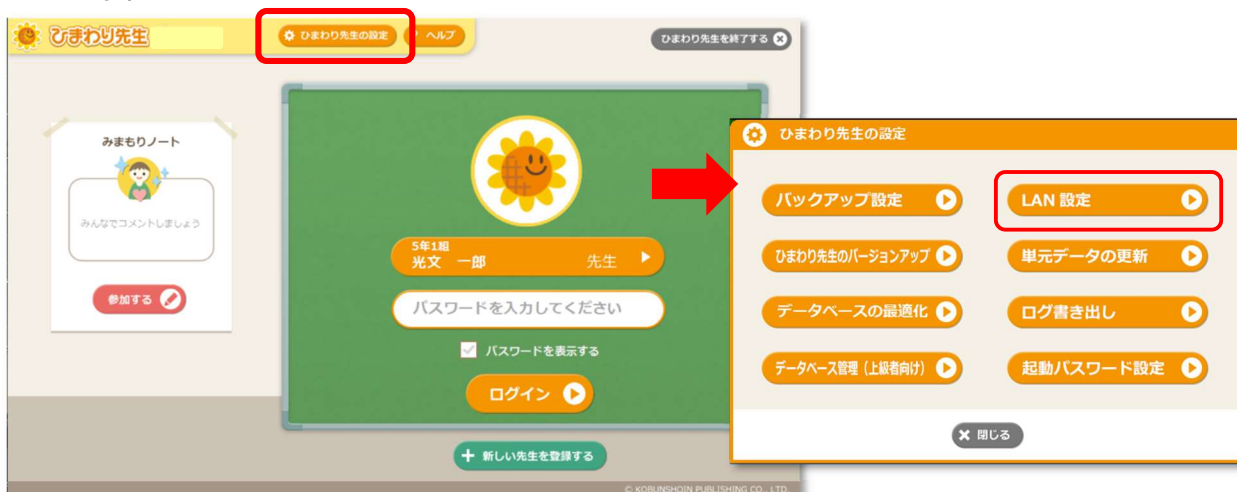 ひまわり先生
ひまわり先生の設定
ヘルプ
ひまわり先生を終了する
みまもりノート
みんなでコメントしましょう
参加する
5年1組
光文 一郎 先生
パスワードを入力してください
パスワードを表示する
ログイン
新しい先生を登録する
© KOBUNSHOIN PUBLISHING CO., LTD.
ひまわり先生の設定
バックアップ設定
LAN 設定
ひまわり先生のバージョンアップ
単元データの更新
データベースの最適化
ログ書き出し
データベース管理（上級者向け）
起動パスワード設定
閉じる